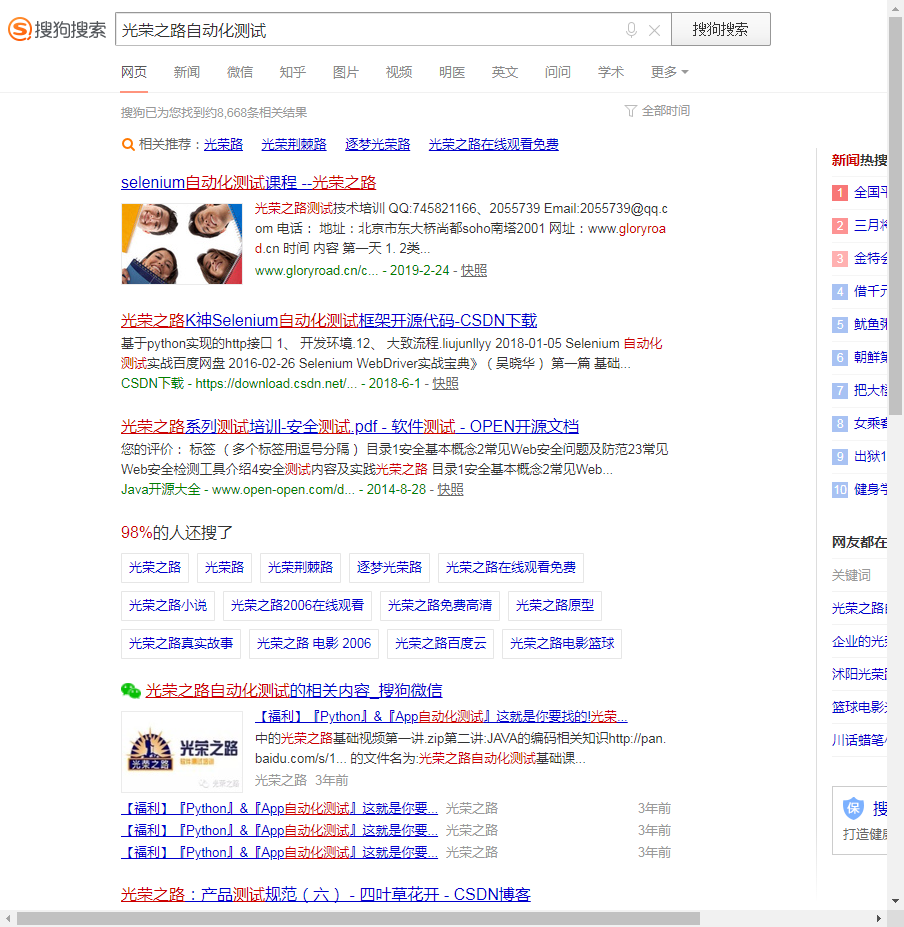 搜狗搜索 光荣之路自动化测试 搜狗搜索
网页 新闻 微信 知乎 图片 视频 明医 英文 问问 学术 更多
搜狗已为您找到约8,668条相关结果 全部时间
相关推荐：光荣路 光荣荆棘路 逐梦光荣路 光荣之路在线观看免费
selenium自动化测试课程 --光荣之路
光荣之路测试技术培训 QQ:745821166、2055739 Email:2055739@qq.c
om 电话： 地址：北京市东大桥尚都soho南塔2001 网址：www.gloryroa
d.cn 时间 内容 第一天 1. 2类...
www.gloryroad.cn/c... - 2019-2-24 - 快照
光荣之路K神Selenium自动化测试框架开源代码-CSDN下载
基于python实现的http接口 1、 开发环境.12、 大致流程.liujunllyy 2018-01-05 Selenium 自动化
测试实战百度网盘 2016-02-26 Selenium WebDriver实战宝典》（ 吴晓华 ） 第一篇 基础...
CSDN下载 - https://download.csdn.net/... - 2018-6-1 - 快照
光荣之路系列测试培训-安全测试.pdf - 软件测试 - OPEN开源文档
您的评价： 标签 （ 多个标签用逗号分隔 ） 目录1安全基本概念2常见Web安全问题及防范23常见
Web安全检测工具介绍4安全测试内容及实践光荣之路 目录1安全基本概念2常见Web...
Java开源大全 - www.open-open.com/d... - 2014-8-28 - 快照
98%的人还搜了
光荣之路 光荣路 光荣荆棘路 逐梦光荣路 光荣之路在线观看免费
光荣之路小说 光荣之路2006在线观看 光荣之路免费高清 光荣之路原型
光荣之路真实故事 光荣之路 电影 2006 光荣之路百度云 光荣之路电影篮球
光荣之路自动化测试的相关内容_搜狗微信
光荣之路
【福利】『Python』&『App自动化测试』这就是你要找的!光荣...
中的光荣之路基础视频第一讲.zip第二讲:JAVA的编码相关知识http://pan.
baidu.com/s/1... 的文件名为:光荣之路自动化测试基础课...
光荣之路 3年前
【福利】『Python』&『App自动化测试』这就是你要... 光荣之路 3年前
【福利】『Python』&『App自动化测试』这就是你要... 光荣之路 3年前
【福利】『Python』&『App自动化测试』这就是你要... 光荣之路 3年前
光荣之路：产品测试规范（六） - 四叶草花开 - CSDN博客
新闻热搜
1 全国平
2 三月将
3 金特会
4 借千元
5 鱿鱼粥
6 朝鲜第
7 把大楼
8 女乘客
9 出狱1
10 健身学
网友都在
关键词
光荣之路自
企业的光荣
沭阳光荣路
篮球电影光
川话蜡笔小
保 搜
打造健康